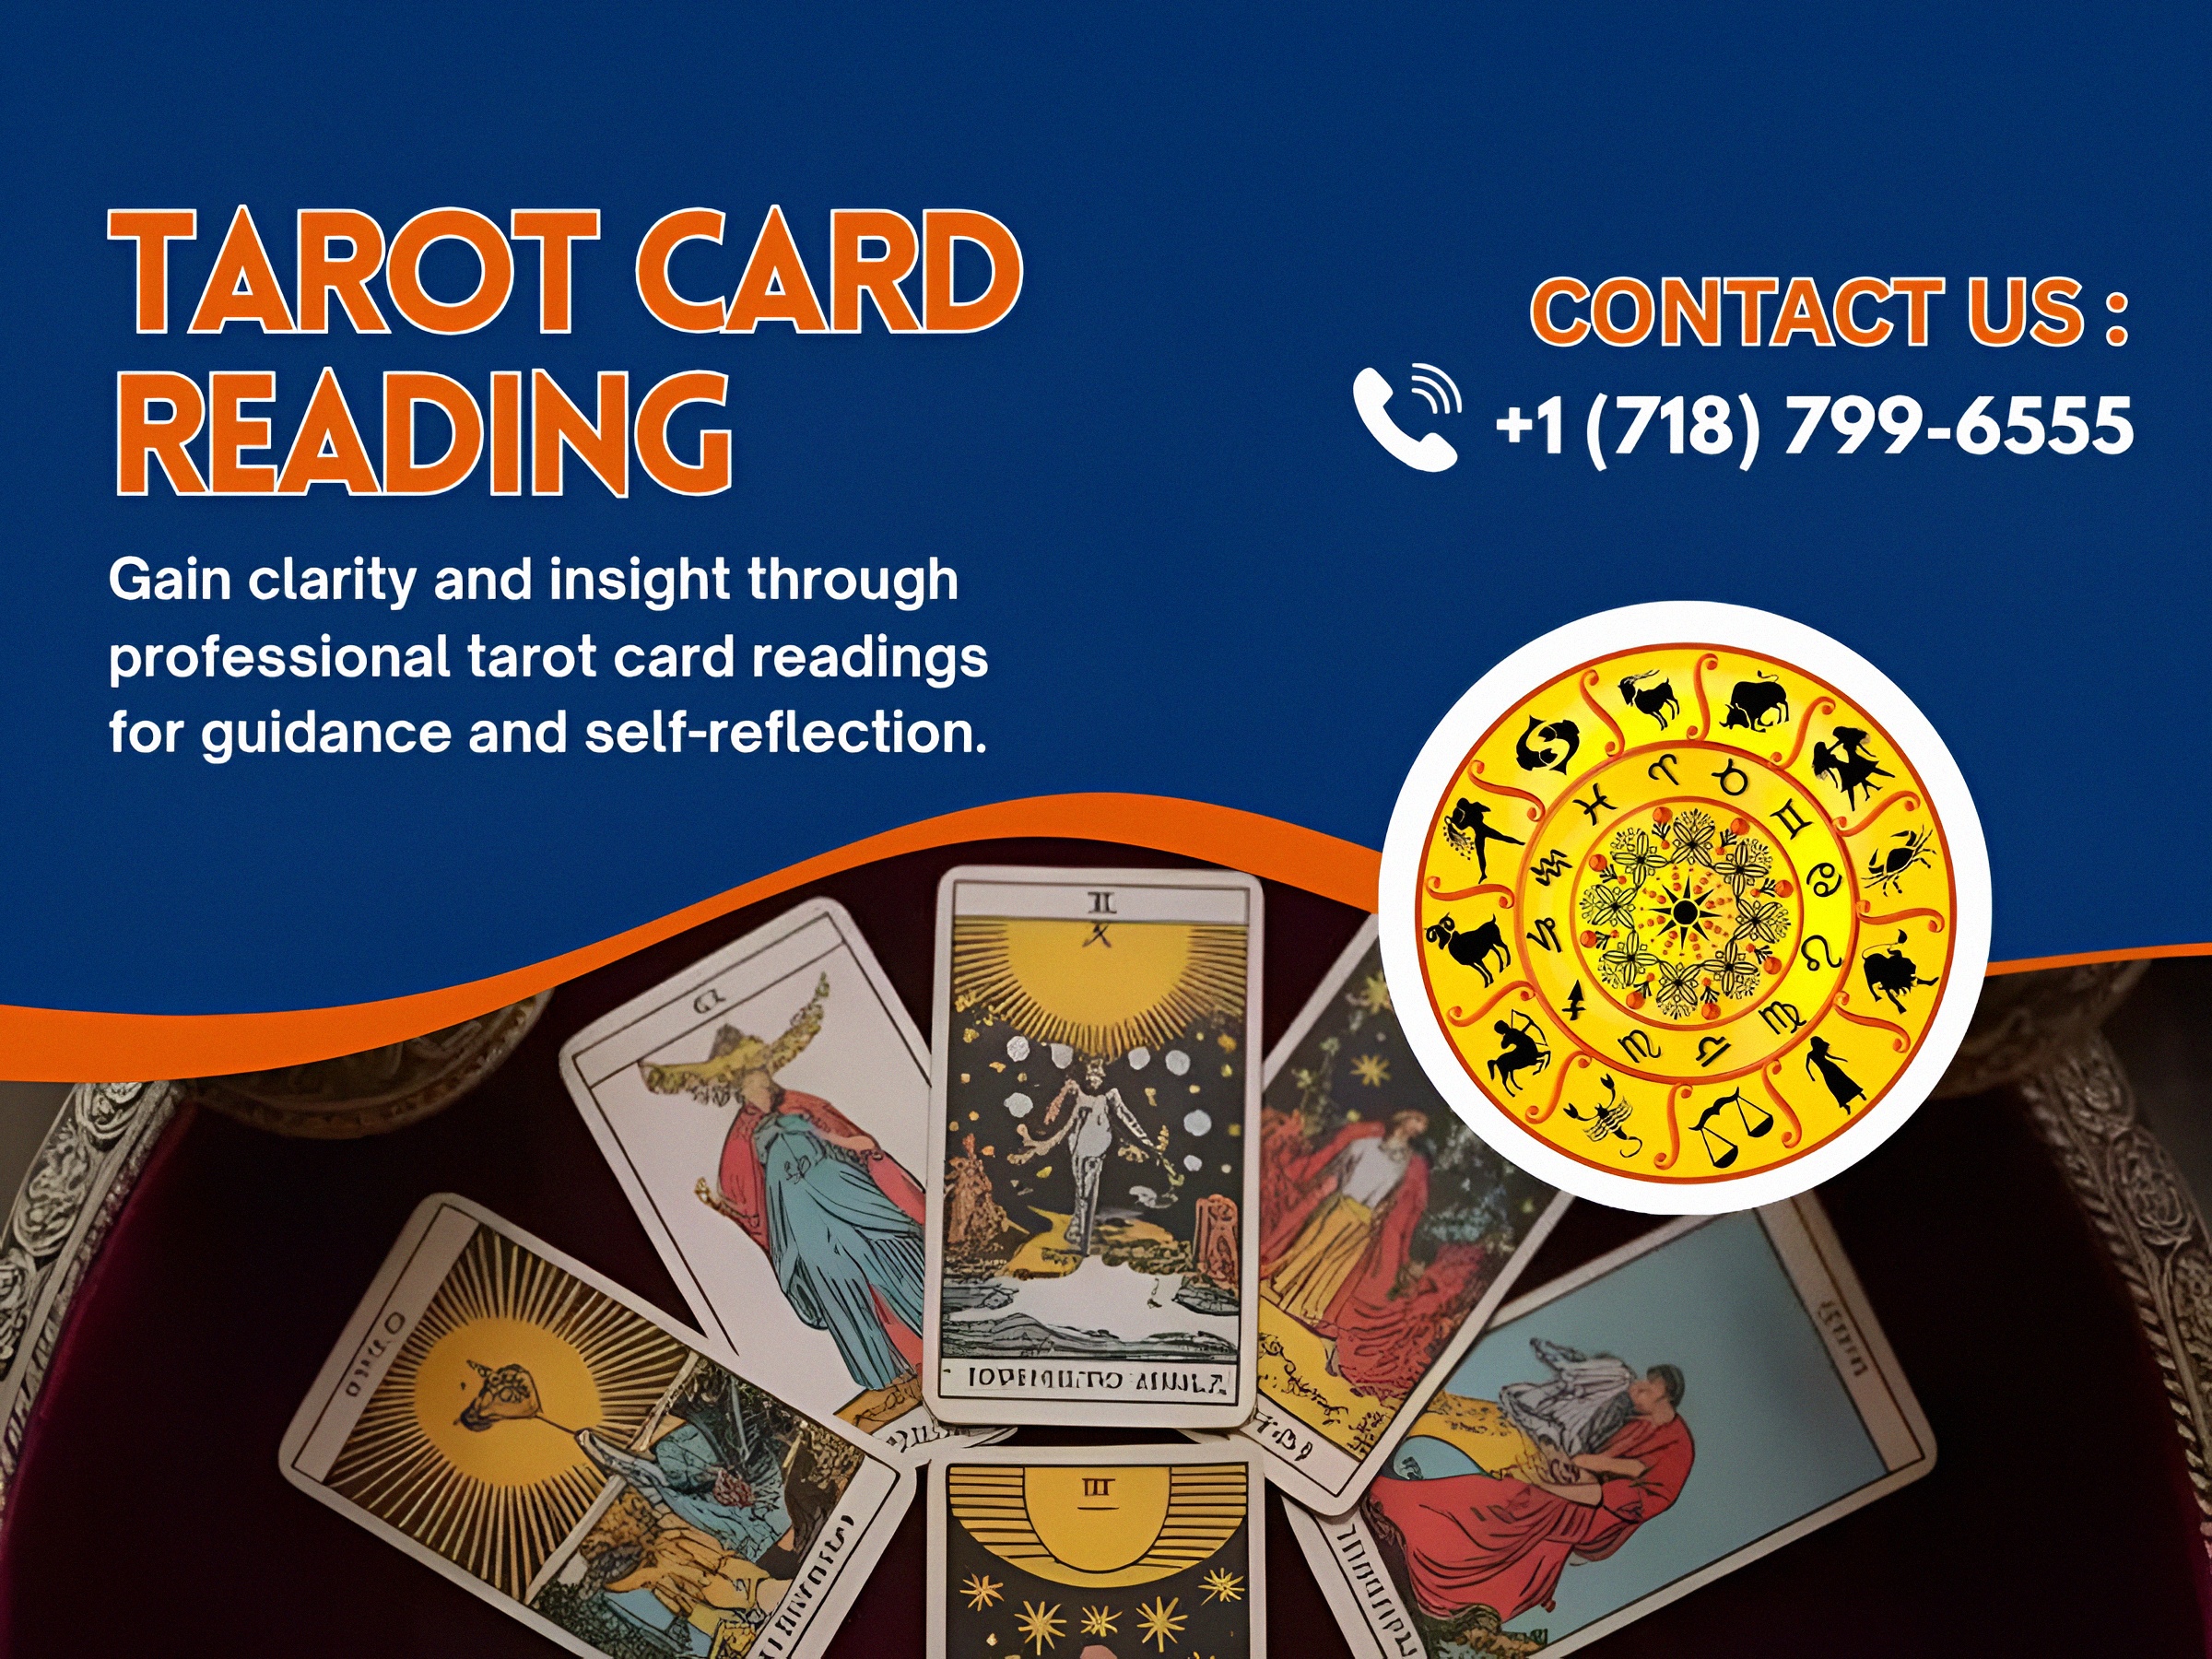 TAROT CARD
READING
Gain clarity and insight through
professional tarot card readings
for guidance and self-reflection.
CONTACT US :
+1 (718) 799-6555
III